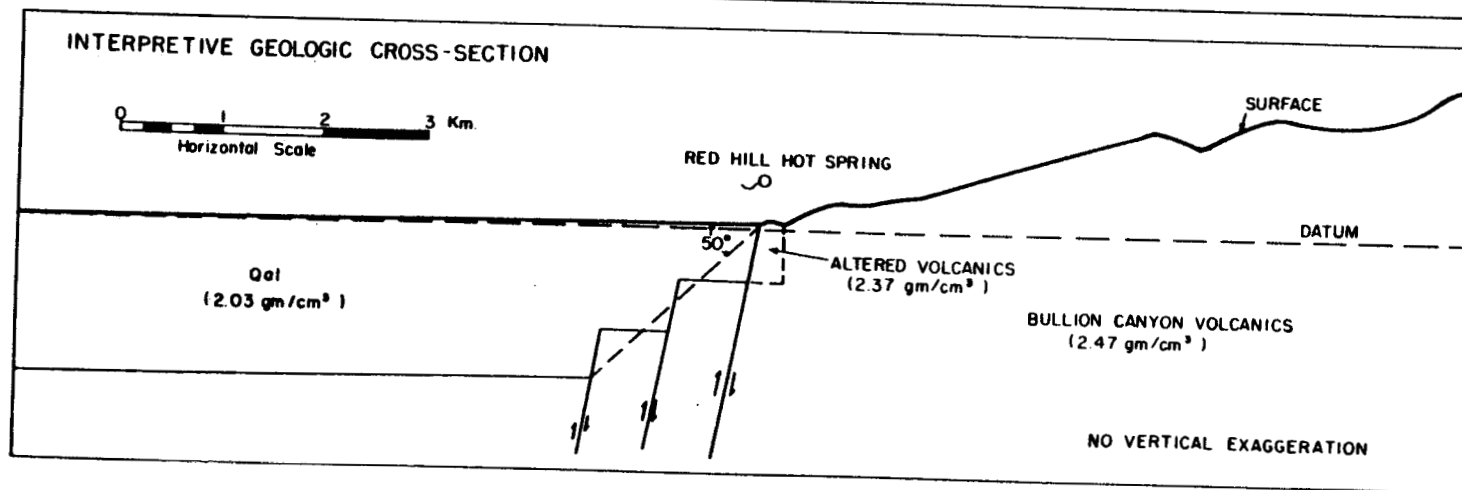 INTERPRETIVE GEOLOGIC CROSS-SECTION
0 1 2 3 Km.
Horizontal Scale
SURFACE
RED HILL HOT SPRING
DATUM
50°
ALTERED VOLCANICS
(2.37 gm/cm³)
Qal
(2.03 gm/cm³)
BULLION CANYON VOLCANICS
(2.47 gm/cm³)
NO VERTICAL EXAGGERATION